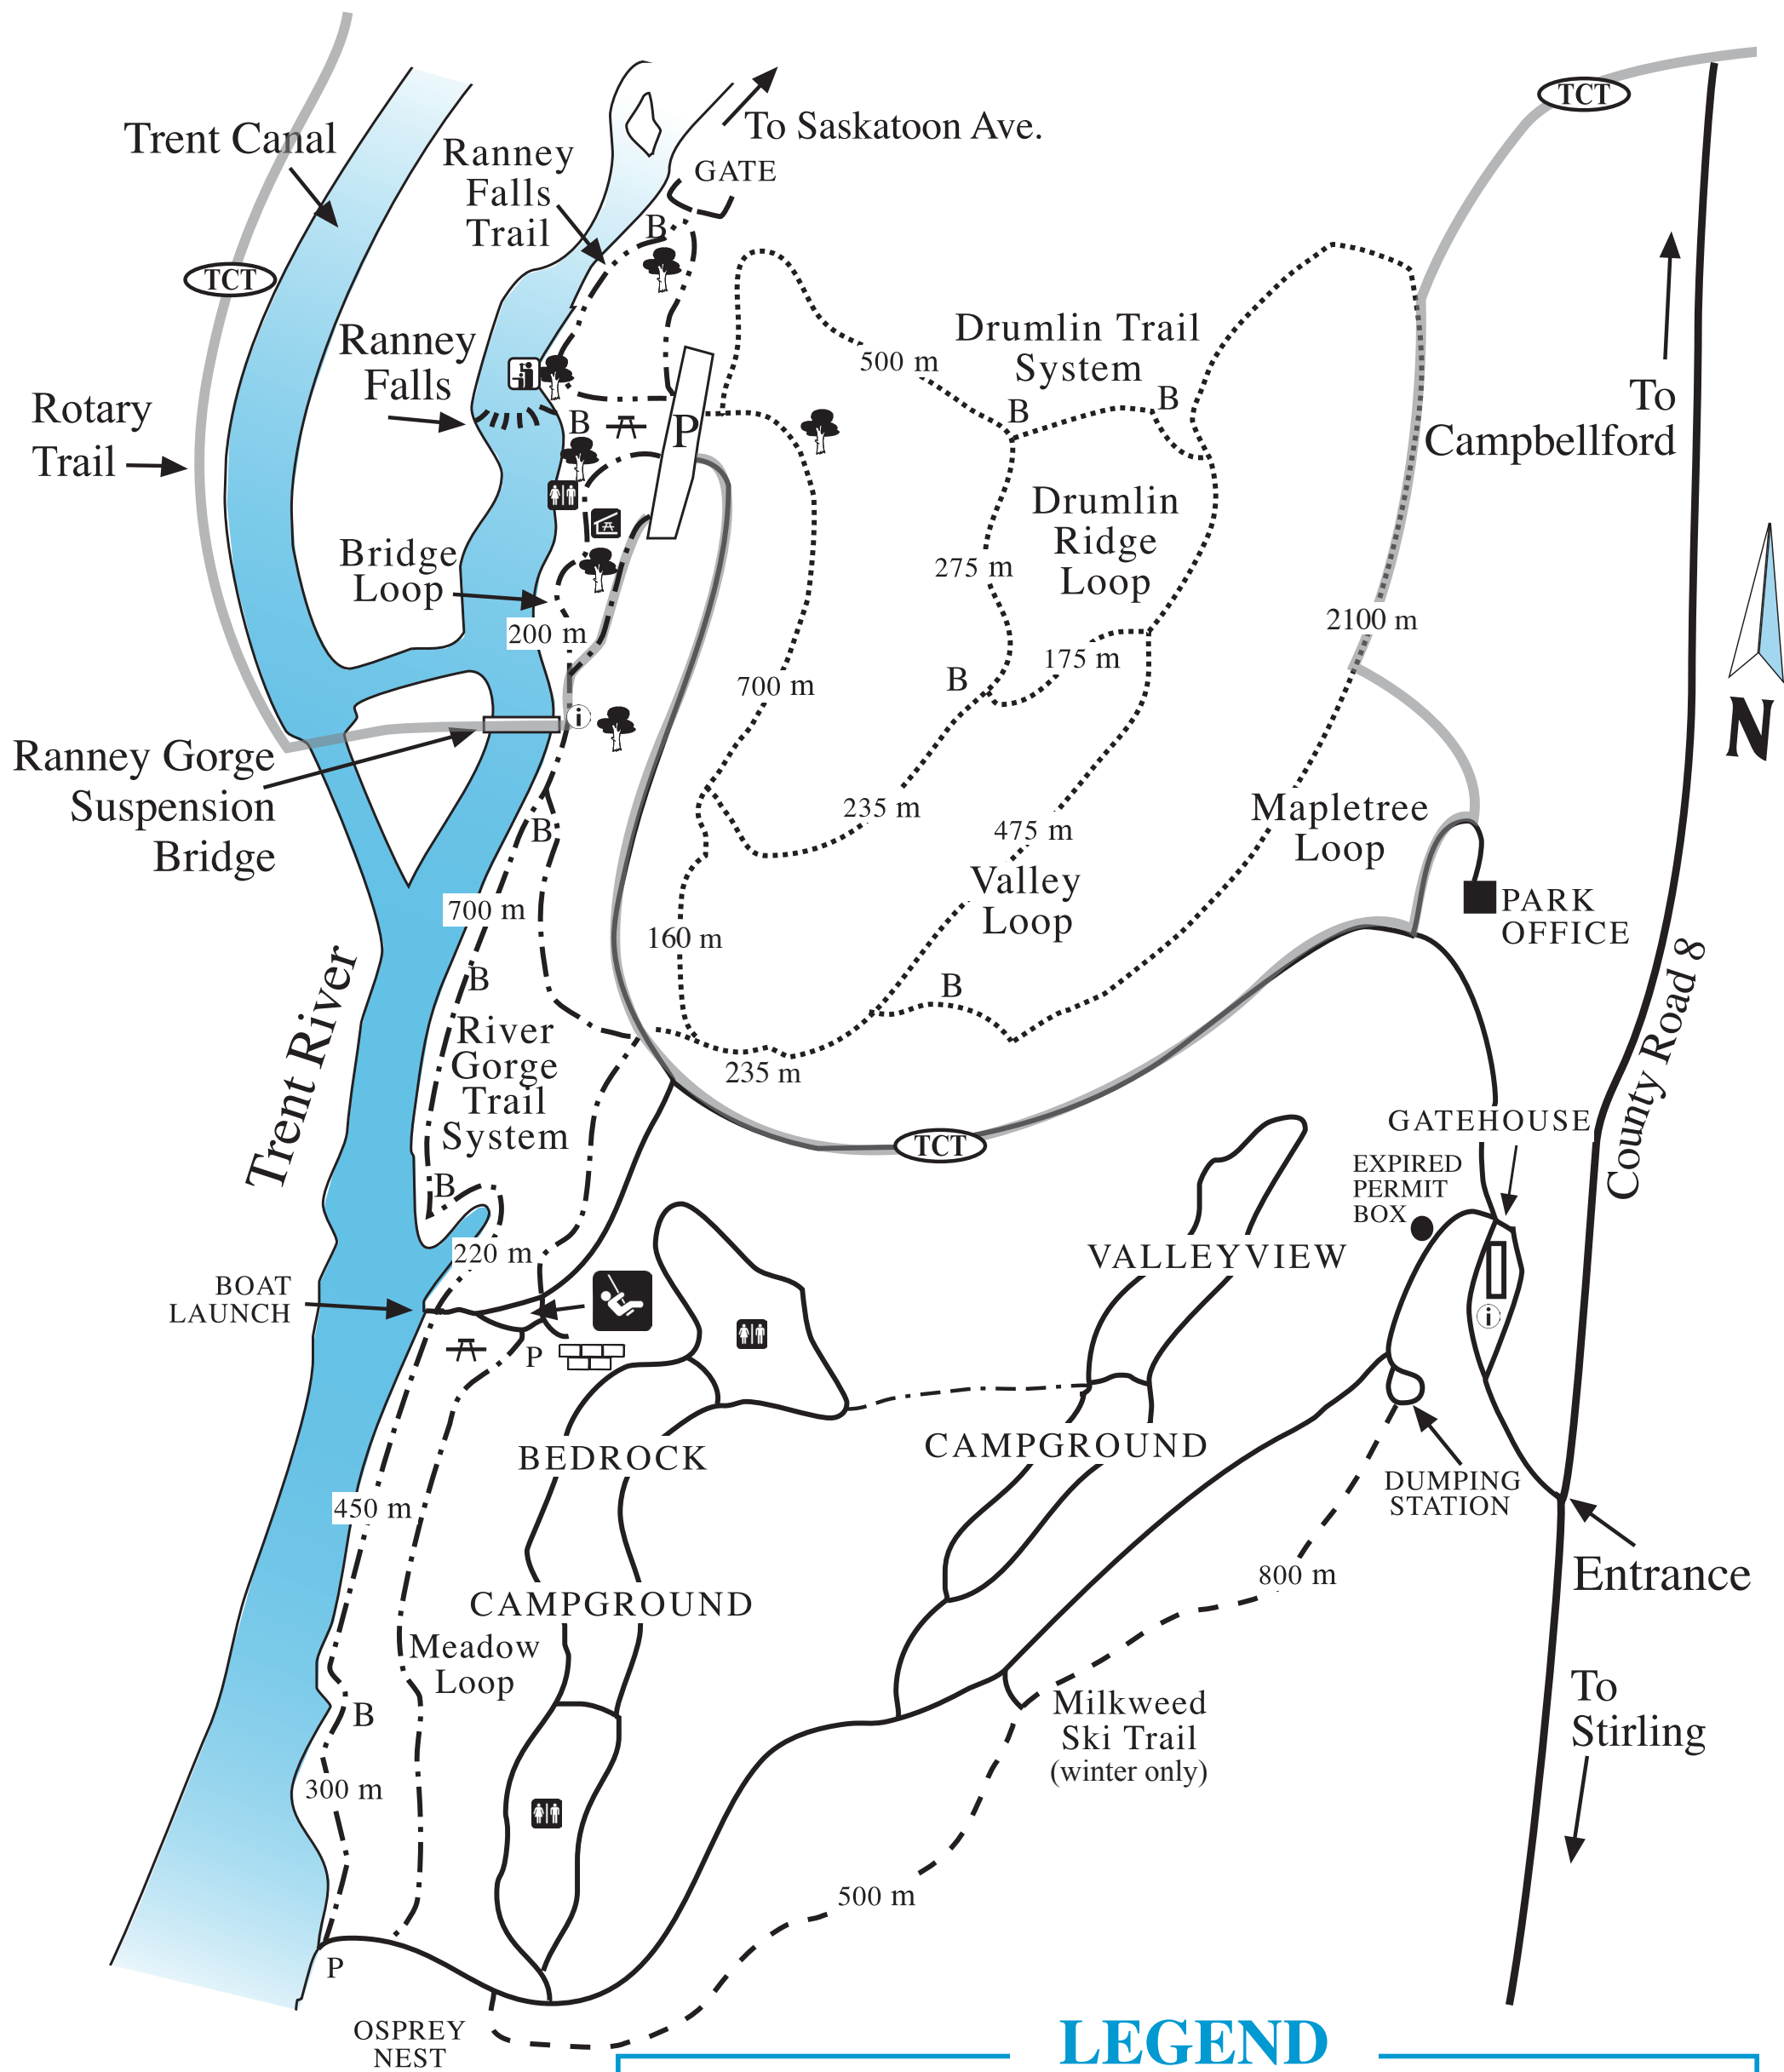 TCT
Trent Canal
Ranney
Falls
Trail
To Saskatoon Ave.
GATE
B
TCT
Ranney
Falls
Rotary
Trail
B
P
500 m
Drumlin Trail
System
B
B
To
Campbellford
Drumlin
Ridge
Loop
Bridge
Loop
200 m
275 m
175 m
2100 m
700 m
B
N
i
Ranney Gorge
Suspension
Bridge
B
235 m
475 m
Mapletree
Loop
Valley
Loop
700 m
160 m
PARK
OFFICE
B
B
Trent River
River
Gorge
Trail
System
235 m
County Road 8
TCT
GATEHOUSE
EXPIRED
PERMIT
BOX
B
220 m
VALLEYVIEW
BOAT
LAUNCH
i
P
BEDROCK
CAMPGROUND
DUMPING
STATION
450 m
Entrance
800 m
CAMPGROUND
Meadow
Loop
B
Milkweed
Ski Trail
(winter only)
To
Stirling
300 m
500 m
P
OSPREY
NEST
LEGEND